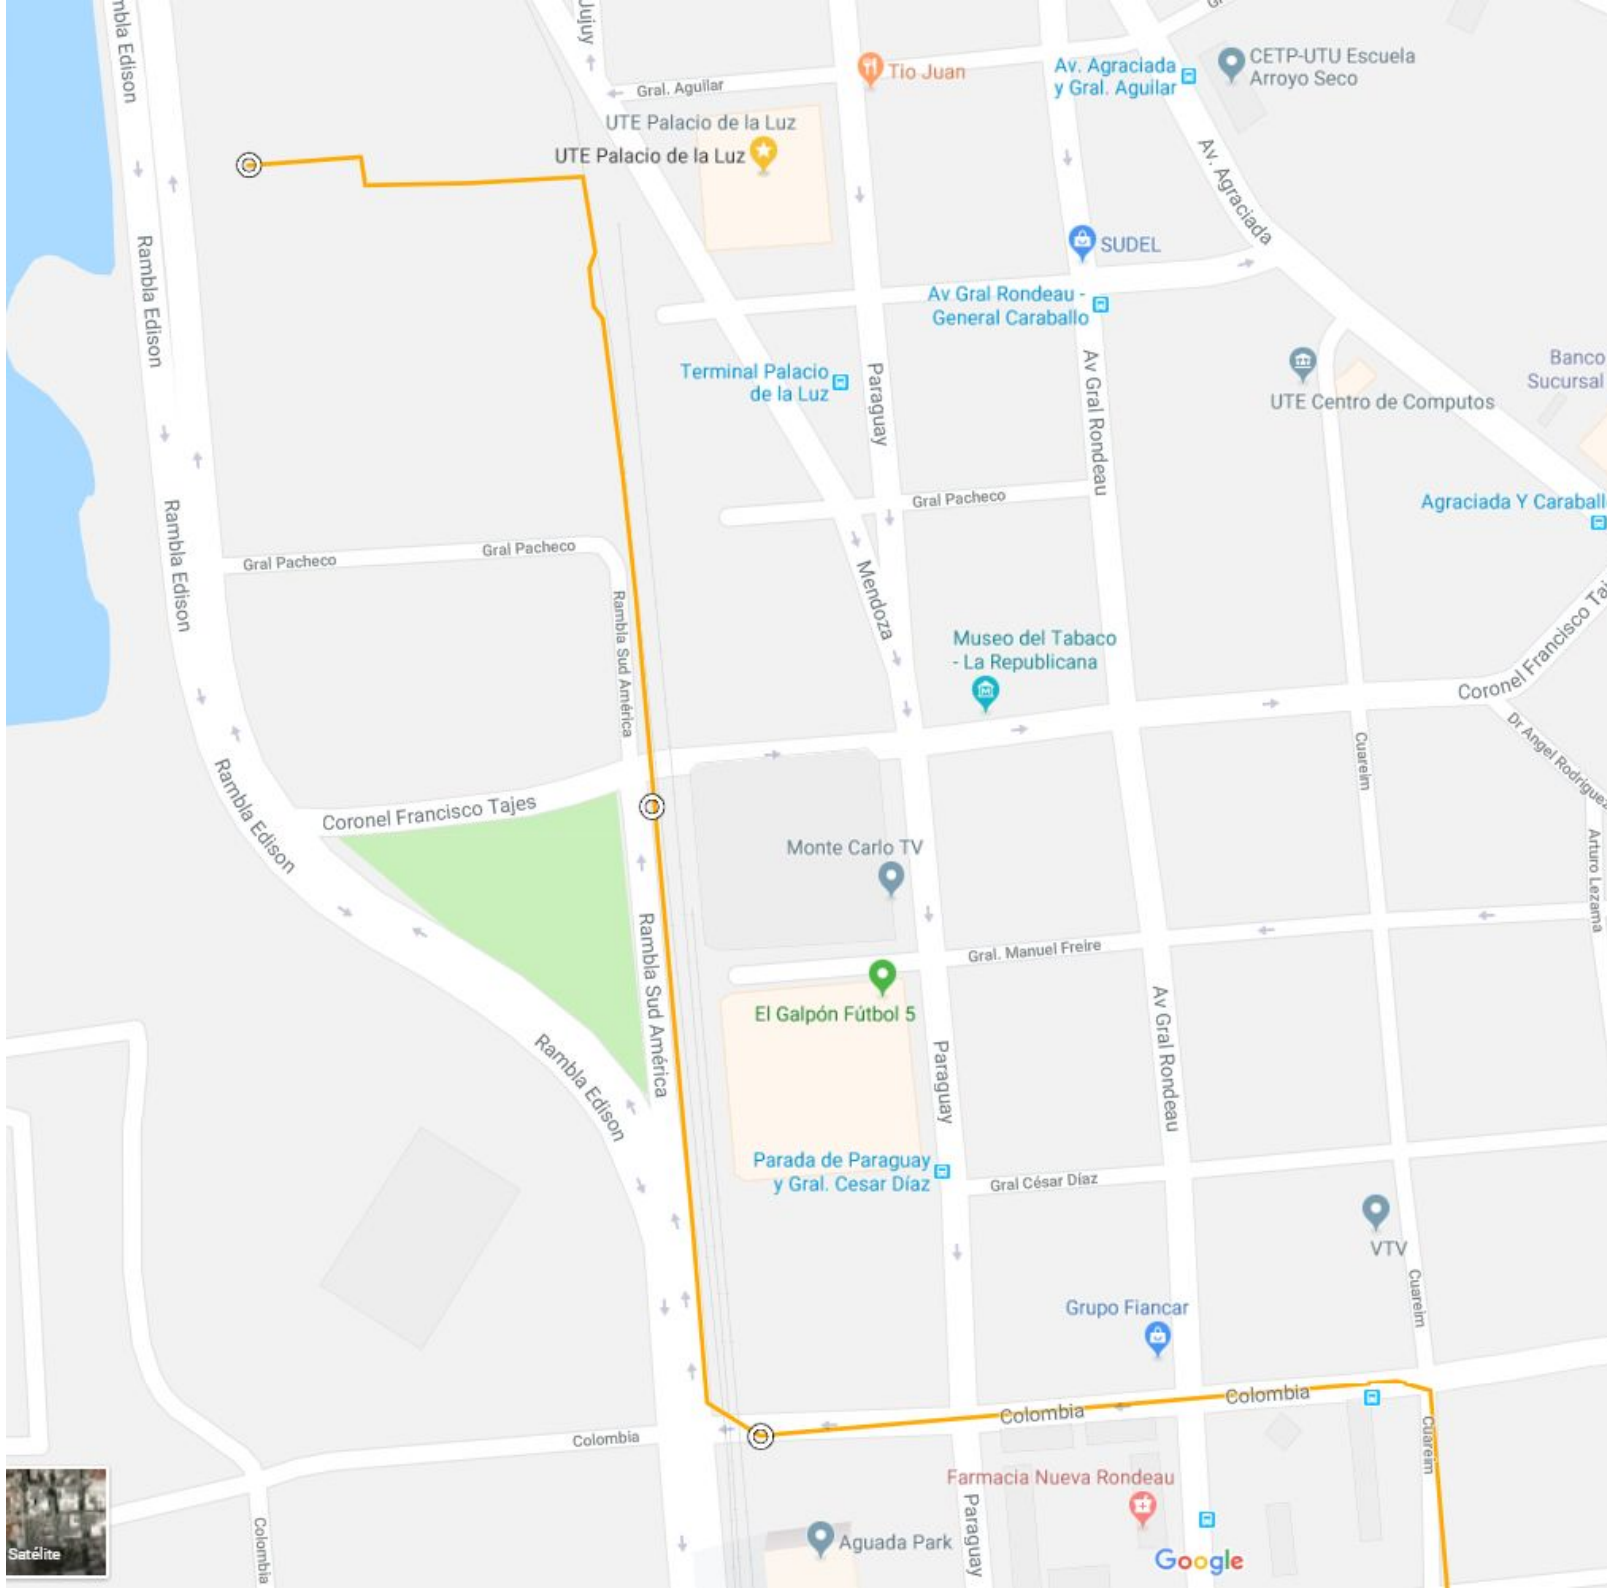 Rambla Edison
Jujuy
Gral. Aguilar
Tio Juan
Av. Agraciada
y Gral. Aguilar
CETP-UTU Escuela
Arroyo Seco
UTE Palacio de la Luz
UTE Palacio de la Luz
Av. Agraciada
Rambla Edison
SUDEL
Av Gral Rondeau -
General Caraballo
Terminal Palacio
de la Luz
Paraguay
Av Gral Rondeau
UTE Centro de Computos
Banco
Sucursal
Gral Pacheco
Agraciada Y Caraball
Rambla Edison
Gral Pacheco
Gral Pacheco
Mendoza
Rambla Sud América
Museo del Tabaco
- La Republicana
Coronel Francisco Taj
Dr Angel Rodriguez
Cuareim
Rambla Edison
Coronel Francisco Tajes
Monte Carlo TV
Arturo Lezama
Rambla Sud América
Gral. Manuel Freire
El Galpón Fútbol 5
Av Gral Rondeau
Rambla Edison
Paraguay
Parada de Paraguay
y Gral. Cesar Díaz
Gral César Díaz
VTV
Cuareim
Grupo Fiancar
Colombia
Colombia
Colombia
Cuareim
Farmacia Nueva Rondeau
Paraguay
Aguada Park
Colombia
Satélite
Google